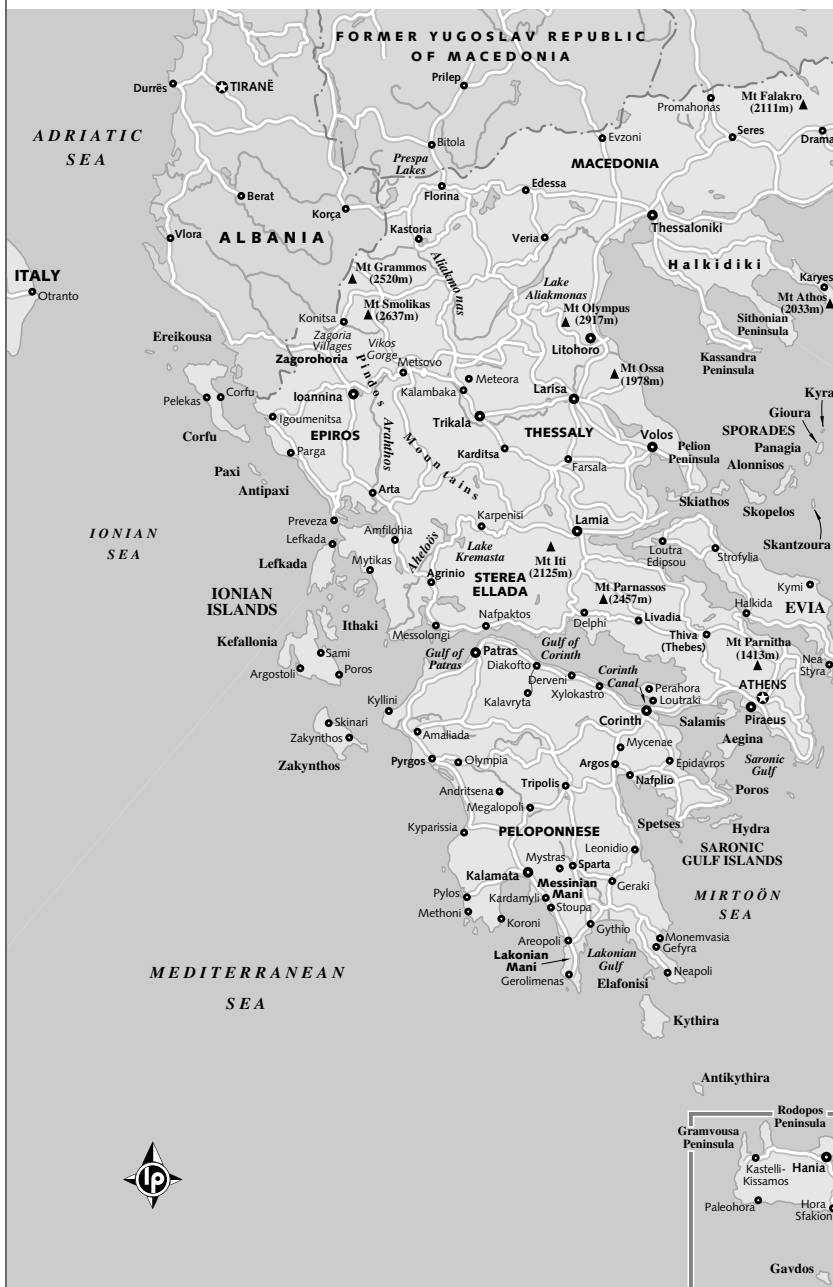 FORMER YUGOSLAV REPUBLIC
OF MACEDONIA
Prilep
Durrës
TIRANË
Mt Falakro
(2111m)
Promahonas
ADRIATIC
SEA
Bitola
Evzoni
Seres
Drama
Prespa
Lakes
MACEDONIA
Berat
Florina
Edessa
Korça
Thessaloniki
Vlora
ALBANIA
Kastoria
Veria
Halkidiki
ITALY
Otranto
Mt Grammos
(2520m)
Aliakmonas
Lake
Aliakmonas
Karyes
Mt Athos
(2033m)
Mt Smolikas
(2637m)
Mt Olympus
(2917m)
Sithonian
Peninsula
Konitsa
Ereikousa
Zagoria
Villages
Vikos
Gorge
Litohoro
Kassandra
Peninsula
Zagorohoria
Metsovo
Mt Ossa
(1978m)
Pindos
Mountains
Meteora
Pelekas
Corfu
Ioannina
Kalambaka
Larisa
Kyra
Gioura
Igoumenitsa
Trikala
SPORADES
Corfu
EPIROS
Arahthos
THESSALY
Volos
Panagia
Parga
Karditsa
Pelion
Peninsula
Alonnisos
Paxi
Farsala
Antipaxi
Arta
Skiathos
Skopelos
Preveza
Karpenisi
Lamia
IONIAN
SEA
Lefkada
Amfilohia
Aheloös
Lake
Kremasta
Mt Iti
(2125m)
Loutra
Edipsou
Strofylia
Skantzoura
Lefkada
Mytikas
Agrinio
STEREA
ELLADA
Mt Parnassos
(2457m)
Kymi
IONIAN
ISLANDS
Halkida
EVIA
Ithaki
Nafpaktos
Delphi
Livadia
Messolongi
Thiva
(Thebes)
Kefallonia
Sami
Gulf of
Patras
Patras
Gulf of
Corinth
Mt Parnitha
(1413m)
Nea
Styra
Argostoli
Poros
Diakofto
Derveni
Corinth
Canal
Perahora
ATHENS
Xylokastro
Loutraki
Kyllini
Kalavryta
Corinth
Salamis
Piraeus
Skinari
Amaliada
Mycenae
Aegina
Zakynthos
Zakynthos
Pyrgos
Olympia
Argos
Epidavros
Saronic
Gulf
Andritsena
Tripolis
Nafplio
Poros
Megalopoli
Kyparissia
PELOPONNESE
Spetses
Hydra
Leonidio
SARONIC
GULF ISLANDS
Mystras
Sparta
Kalamata
Messinian
Mani
Geraki
Pylos
Kardamyli
MIRTOÖN
SEA
Methoni
Stoupa
Koroni
Gythio
Areopoli
Monemvasia
Gefyra
Lakonian
Mani
Lakonian
Gulf
MEDITERRANEAN
SEA
Gerolimenas
Elafonisi
Neapoli
Kythira
Antikythira
Rodopos
Peninsula
Gramvousa
Peninsula
Kastelli-
Kissamos
Hania
lp
Paleohora
Hora
Sfakion
Gavdos